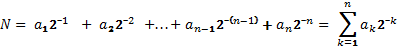 N = a₁2⁻¹ + a₂2⁻² +…+ aₙ₋₁2⁻⁽ⁿ⁻¹⁾ + aₙ2⁻ⁿ = ∑ₖ₌₁ⁿ aₖ2⁻ᵏ